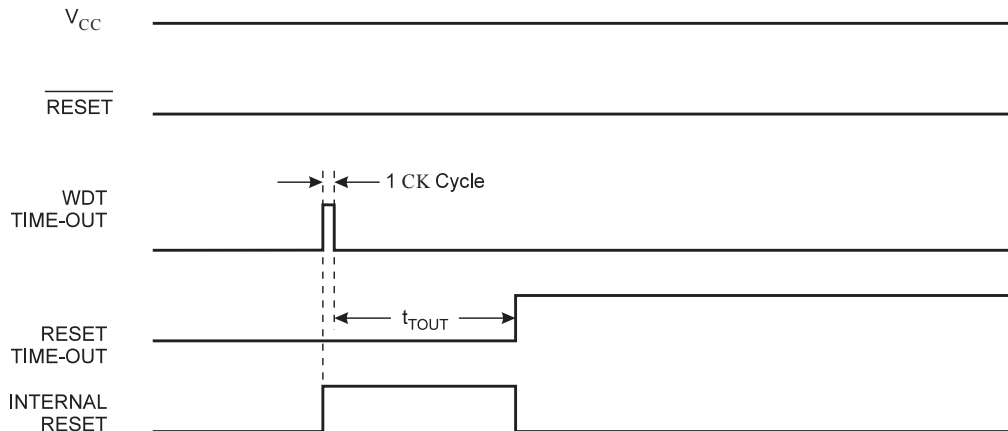 VCC
RESET
1 CK Cycle
WDT
TIME-OUT
tTOUT
RESET
TIME-OUT
INTERNAL
RESET